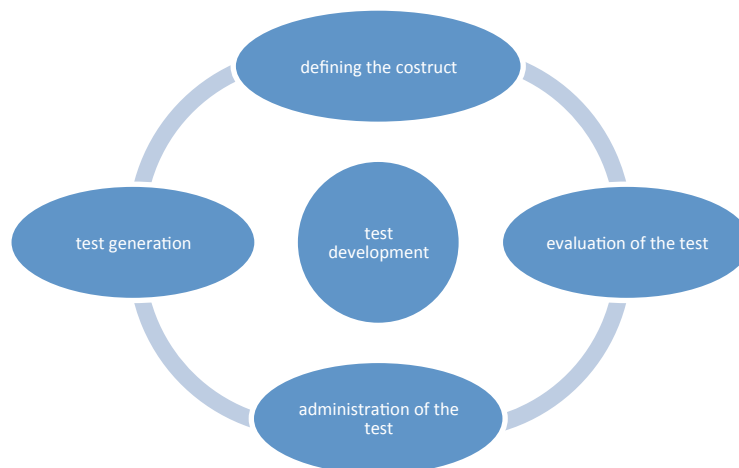 defining the costruct
test generation
test
development
evaluation of the test
administration of the
test